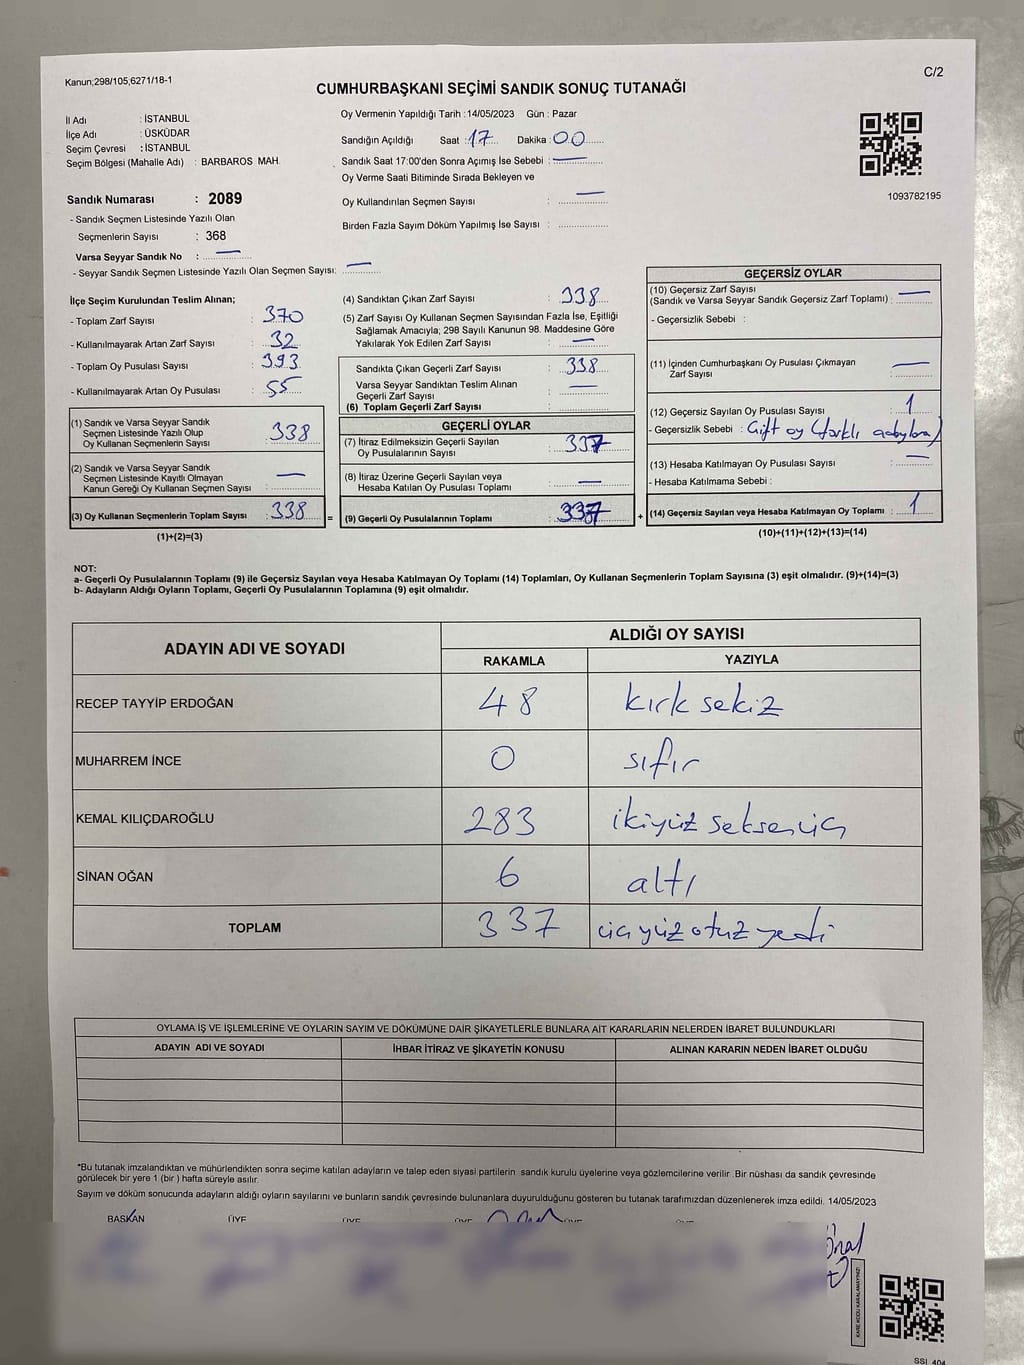 Kanun;298/105,6271/18-1
C/2
CUMHURBAŞKANI SEÇİMİ SANDIK SONUÇ TUTANAĞI
İl Adı : İSTANBUL
İlçe Adı : ÜSKÜDAR
Seçim Çevresi : İSTANBUL
Seçim Bölgesi (Mahalle Adı) : BARBAROS MAH.
Oy Vermenin Yapıldığı Tarih :14/05/2023 Gün : Pazar
Sandığın Açıldığı Saat : 17 Dakika : 00
Sandık Saat 17:00'den Sonra Açımış İse Sebebi : —
Oy Verme Saati Bitiminde Sırada Bekleyen ve
Oy Kullandırılan Seçmen Sayısı : —
Birden Fazla Sayım Döküm Yapılmış İse Sayısı :
1093782195
Sandık Numarası : 2089
- Sandık Seçmen Listesinde Yazılı Olan
Seçmenlerin Sayısı : 368
Varsa Seyyar Sandık No : —
- Seyyar Sandık Seçmen Listesinde Yazılı Olan Seçmen Sayısı: —
İlçe Seçim Kurulundan Teslim Alınan;
- Toplam Zarf Sayısı : 370
- Kullanılmayarak Artan Zarf Sayısı : 32
- Toplam Oy Pusulası Sayısı : 393
- Kullanılmayarak Artan Oy Pusulası : 55
(1) Sandık ve Varsa Seyyar Sandık
Seçmen Listesinde Yazılı Olup
Oy Kullanan Seçmenlerin Sayısı : 338
(2) Sandık ve Varsa Seyyar Sandık
Seçmen Listesinde Kayıtlı Olmayan
Kanun Gereği Oy Kullanan Seçmen Sayısı : —
(3) Oy Kullanan Seçmenlerin Toplam Sayısı : 338
(1)+(2)=(3)
(4) Sandıktan Çıkan Zarf Sayısı : 338
(5) Zarf Sayısı Oy Kullanan Seçmen Sayısından Fazla İse, Eşitliği
Sağlamak Amacıyla; 298 Sayılı Kanunun 98. Maddesine Göre
Yakılarak Yok Edilen Zarf Sayısı : —
Sandıkta Çıkan Geçerli Zarf Sayısı : 338
Varsa Seyyar Sandıktan Teslim Alınan
Geçerli Zarf Sayısı : —
(6) Toplam Geçerli Zarf Sayısı :
GEÇERLİ OYLAR
(7) İtiraz Edilmeksizin Geçerli Sayılan
Oy Pusulalarının Sayısı : 337
(8) İtiraz Üzerine Geçerli Sayılan veya
Hesaba Katılan Oy Pusulası Toplamı : —
= (9) Geçerli Oy Pusulalarının Toplamı : 337
GEÇERSİZ OYLAR
(10) Geçersiz Zarf Sayısı
(Sandık ve Varsa Seyyar Sandık Geçersiz Zarf Toplamı) : —
- Geçersizlik Sebebi :
(11) İçinden Cumhurbaşkanı Oy Pusulası Çıkmayan
Zarf Sayısı : —
(12) Geçersiz Sayılan Oy Pusulası Sayısı : 1
- Geçersizlik Sebebi : Çift oy (farklı adaylara)
(13) Hesaba Katılmayan Oy Pusulası Sayısı : —
- Hesaba Katılmama Sebebi :
+ (14) Geçersiz Sayılan veya Hesaba Katılmayan Oy Toplamı : 1
(10)+(11)+(12)+(13)=(14)
NOT:
a- Geçerli Oy Pusulalarının Toplamı (9) ile Geçersiz Sayılan veya Hesaba Katılmayan Oy Toplamı (14) Toplamları, Oy Kullanan Seçmenlerin Toplam Sayısına (3) eşit olmalıdır. (9)+(14)=(3)
b- Adayların Aldığı Oyların Toplamı, Geçerli Oy Pusulalarının Toplamına (9) eşit olmalıdır.
ADAYIN ADI VE SOYADI
ALDIĞI OY SAYISI
RAKAMLA YAZIYLA
RECEP TAYYİP ERDOĞAN 48 kırk sekiz
MUHARREM İNCE 0 sıfır
KEMAL KILIÇDAROĞLU 283 ikiyüz seksenüç
SİNAN OĞAN 6 altı
TOPLAM 337 üçyüz otuz yedi
OYLAMA İŞ VE İŞLEMLERİNE VE OYLARIN SAYIM VE DÖKÜMÜNE DAİR ŞİKAYETLERLE BUNLARA AİT KARARLARIN NELERDEN İBARET BULUNDUKLARI
ADAYIN ADI VE SOYADI İHBAR İTİRAZ VE ŞİKAYETİN KONUSU ALINAN KARARIN NEDEN İBARET OLDUĞU
*Bu tutanak imzalandıktan ve mühürlendikten sonra seçime katılan adayların ve talep eden siyasi partilerin sandık kurulu üyelerine veya gözlemcilerine verilir. Bir nüshası da sandık çevresinde
görülecek bir yere 1 (bir) hafta süreyle asılır.
Sayım ve döküm sonucunda adayların aldığı oyların sayılarını ve bunların sandık çevresinde bulunanlara duyurulduğunu gösteren bu tutanak tarafımızdan düzenlenerek imza edildi. 14/05/2023
BAŞKAN ÜYE ÜYE ÜYE ÜYE ÜYE
KARE KODU KARALAMAYINIZ!
SSI 404